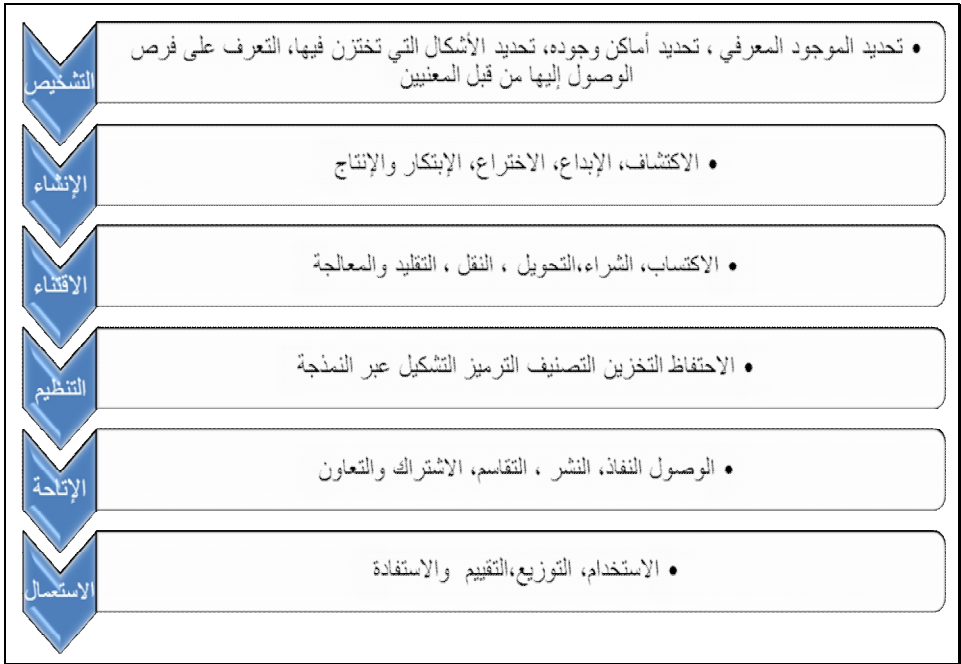 التشخيص
• تحديد الموجود المعرفي ، تحديد أماكن وجوده، تحديد الأشكال التي تختزن فيها، التعرف على فرص
الوصول إليها من قبل المعنيين
الإنشاء
• الاكتشاف، الإبداع، الاختراع، الإبتكار والإنتاج
الاقتناء
• الاكتساب، الشراء،التحويل ، النقل ، التقليد والمعالجة
التنظيم
• الاحتفاظ التخزين التصنيف الترميز التشكيل عبر النمذجة
الإتاحة
• الوصول النفاذ، النشر ، التقاسم، الاشتراك والتعاون
الاستعمال
• الاستخدام، التوزيع،التقييم والاستفادة